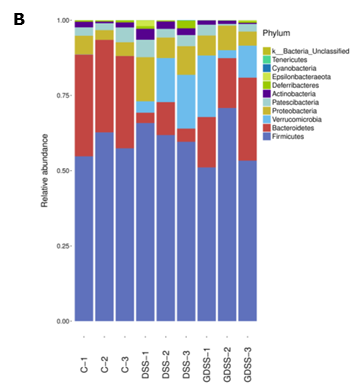 B
1.00-
0.75-
0.50-
0.25-
0.00-
Relative abundance
Phylum
k__Bacteria_Unclassified
Tenericutes
Cyanobacteria
Epsilonbacteraeota
Deferribacteres
Actinobacteria
Patescibacteria
Proteobacteria
Verrucomicrobia
Bacteroidetes
Firmicutes
C-1
C-2
C-3
DSS-1
DSS-2
DSS-3
GDSS-1
GDSS-2
GDSS-3